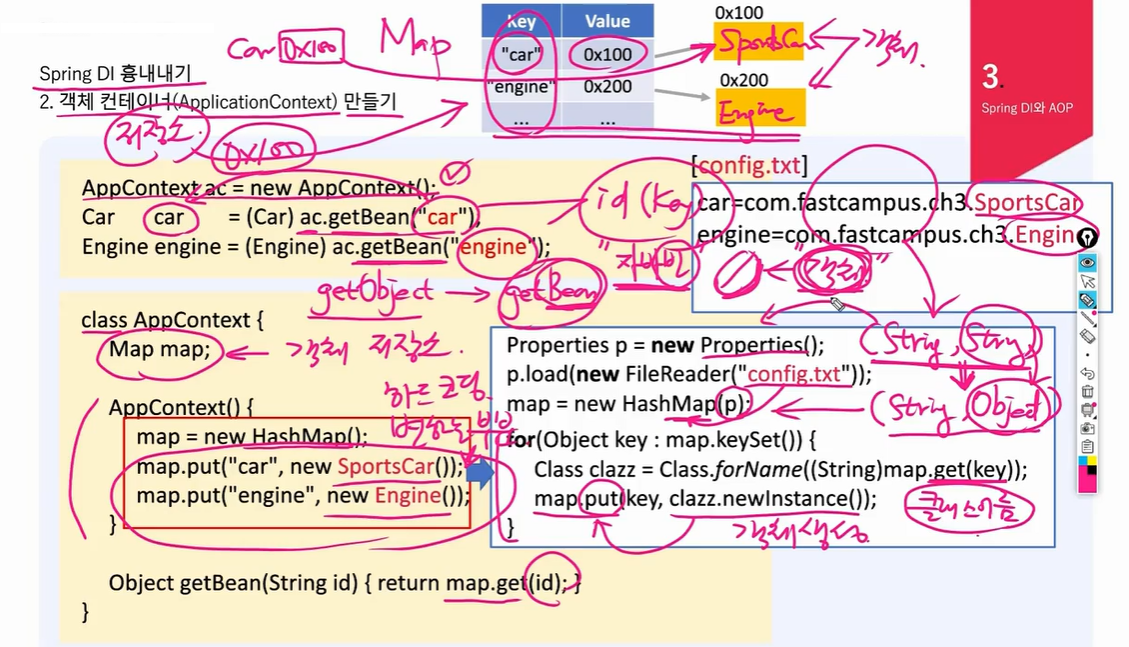 Key Value
"car" 0x100
"engine" 0x200
... ...
0x100
SportsCar
0x200
Engine
객체.
Car 0x100
Map
Spring DI 흉내내기
2. 객체 컨테이너(ApplicationContext) 만들기
저장소.
0x100
3.
Spring DI와 AOP
AppContext ac = new AppContext();
Car car = (Car) ac.getBean("car");
Engine engine = (Engine) ac.getBean("engine");
id (Key)
"자바 빈"
"객체"
getObject → getBean
[config.txt]
car=com.fastcampus.ch3.SportsCar
engine=com.fastcampus.ch3.Engin
class AppContext {
Map map; ← 객체 저장소.
하드코딩
변하는 부분
AppContext() {
map = new HashMap();
map.put("car", new SportsCar());
map.put("engine", new Engine());
}
Object getBean(String id) { return map.get(id); }
}
Properties p = new Properties();
p.load(new FileReader("config.txt"));
map = new HashMap(p);
for(Object key : map.keySet()) {
Class clazz = Class.forName((String)map.get(key));
map.put(key, clazz.newInstance());
}
(String, String)
(String, Object)
클래스이름
객체생성